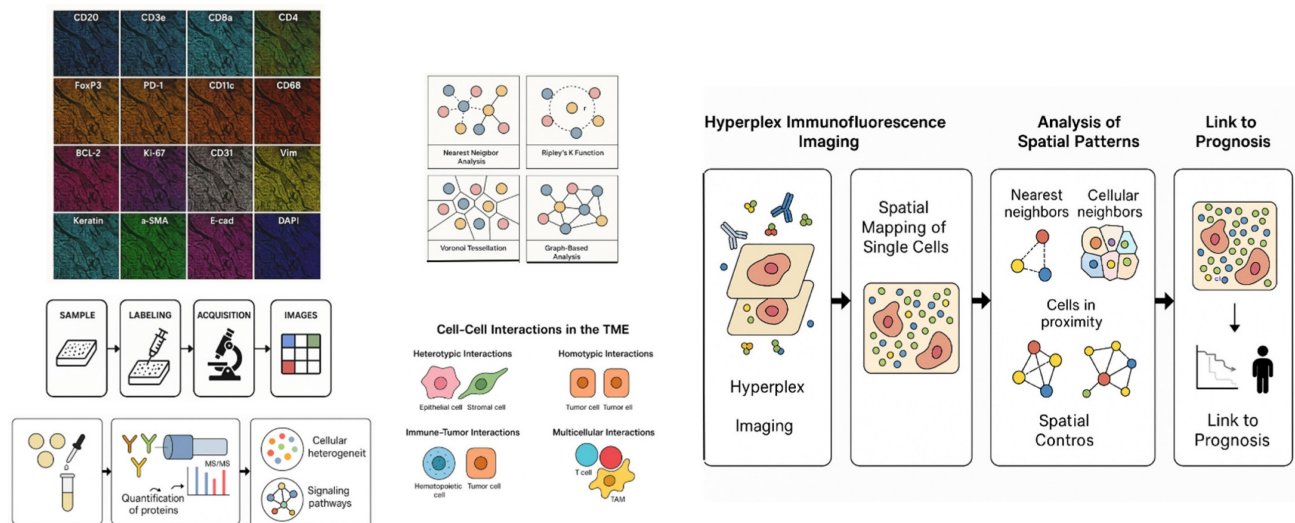 CD20
CD3e
CD8a
CD4
FoxP3
PD-1
CD11c
CD68
BCL-2
Ki-67
CD31
Vim
Keratin
a-SMA
E-cad
DAPI
SAMPLE
LABELING
ACQUISITION
IMAGES
MS/MS
Quantification
of proteins
Cellular
heterogeneit
Signaling
pathways
Nearest Neigbor
Analysis
r
Ripley's K Function
Voronoi Tessellation
Graph-Based
Analysis
Cell-Cell Interactions in the TME
Heterotypic Interactions
Epithelial cell
Stromal cell
Homotypic Interactions
Tumor cell
Tumor ell
Immune-Tumor Interactions
Hematopoietic
cell
Tumor cell
Multicellular Interactions
T cell
TAM
Hyperplex Immunofluorescence
Imaging
Hyperplex
Imaging
Spatial
Mapping of
Single Cells
Analysis of
Spatial Patterns
Nearest
neighbors
Cellular
neighbors
Cells in
proximity
Spatial
Contros
Link to
Prognosis
Link to
Prognosis